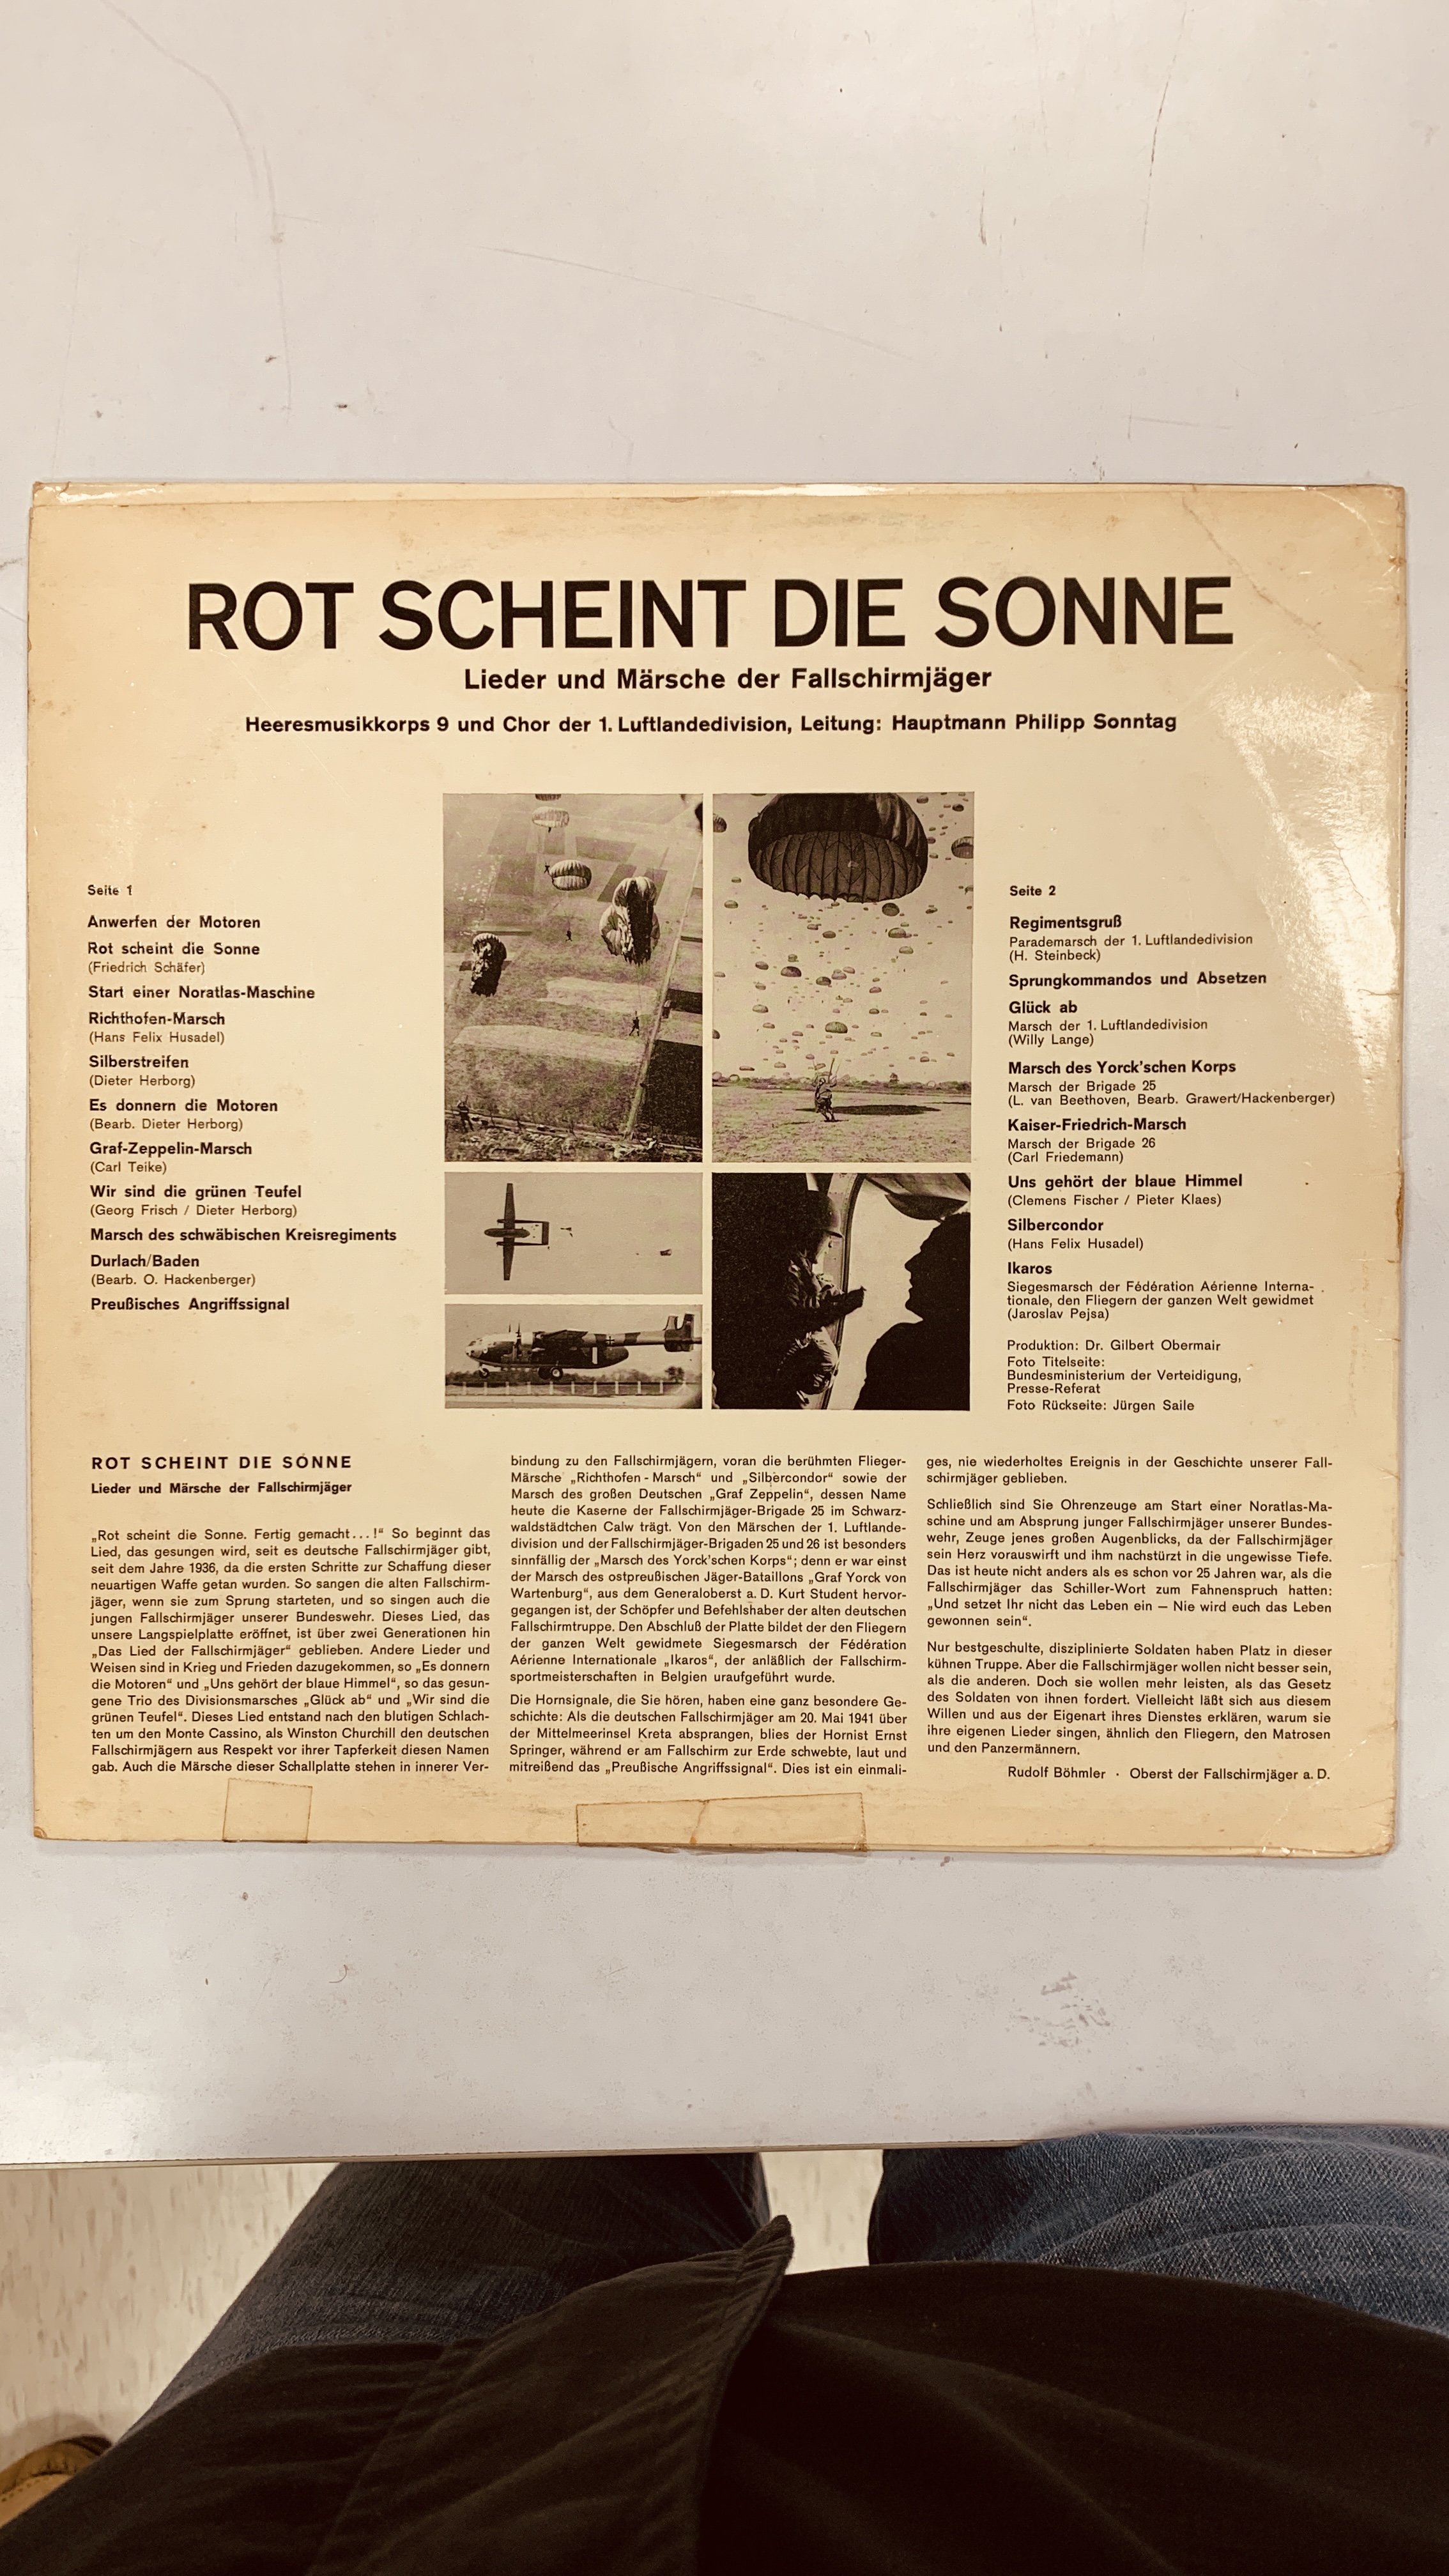 ROT SCHEINT DIE SONNE
Lieder und Märsche der Fallschirmjäger
Heeresmusikkorps 9 und Chor der 1. Luftlandedivision, Leitung: Hauptmann Philipp Sonntag
Seite 1
Anwerfen der Motoren
Rot scheint die Sonne
(Friedrich Schäfer)
Start einer Noratlas-Maschine
Richthofen-Marsch
(Hans Felix Husadel)
Silberstreifen
(Dieter Herborg)
Es donnern die Motoren
(Bearb. Dieter Herborg)
Graf-Zeppelin-Marsch
(Carl Teike)
Wir sind die grünen Teufel
(Georg Frisch / Dieter Herborg)
Marsch des schwäbischen Kreisregiments
Durlach/Baden
(Bearb. O. Hackenberger)
Preußisches Angriffssignal
Seite 2
Regimentsgruß
Parademarsch der 1. Luftlandedivision
(H. Steinbeck)
Sprungkommandos und Absetzen
Glück ab
Marsch der 1. Luftlandedivision
(Willy Lange)
Marsch des Yorck'schen Korps
Marsch der Brigade 25
(L. van Beethoven, Bearb. Grawert/Hackenberger)
Kaiser-Friedrich-Marsch
Marsch der Brigade 26
(Carl Friedemann)
Uns gehört der blaue Himmel
(Clemens Fischer / Pieter Klaes)
Silbercondor
(Hans Felix Husadel)
Ikaros
Siegesmarsch der Fédération Aérienne Interna-
tionale, den Fliegern der ganzen Welt gewidmet
(Jaroslav Pejsa)
Produktion: Dr. Gilbert Obermair
Foto Titelseite:
Bundesministerium der Verteidigung,
Presse-Referat
Foto Rückseite: Jürgen Saile
ROT SCHEINT DIE SONNE
Lieder und Märsche der Fallschirmjäger
„Rot scheint die Sonne. Fertig gemacht...!“ So beginnt das
Lied, das gesungen wird, seit es deutsche Fallschirmjäger gibt,
seit dem Jahre 1936, da die ersten Schritte zur Schaffung dieser
neuartigen Waffe getan wurden. So sangen die alten Fallschirm-
jäger, wenn sie zum Sprung starteten, und so singen auch die
jungen Fallschirmjäger unserer Bundeswehr. Dieses Lied, das
unsere Langspielplatte eröffnet, ist über zwei Generationen hin
„Das Lied der Fallschirmjäger“ geblieben. Andere Lieder und
Weisen sind in Krieg und Frieden dazugekommen, so „Es donnern
die Motoren“ und „Uns gehört der blaue Himmel“, so das gesun-
gene Trio des Divisionsmarsches „Glück ab“ und „Wir sind die
grünen Teufel“. Dieses Lied entstand nach den blutigen Schlach-
ten um den Monte Cassino, als Winston Churchill den deutschen
Fallschirmjägern aus Respekt vor ihrer Tapferkeit diesen Namen
gab. Auch die Märsche dieser Schallplatte stehen in innerer Ver-
bindung zu den Fallschirmjägern, voran die berühmten Flieger-
Märsche „Richthofen - Marsch“ und „Silbercondor“ sowie der
Marsch des großen Deutschen „Graf Zeppelin“, dessen Name
heute die Kaserne der Fallschirmjäger-Brigade 25 im Schwarz-
waldstädtchen Calw trägt. Von den Märschen der 1. Luftlande-
division und der Fallschirmjäger-Brigaden 25 und 26 ist besonders
sinnfällig der „Marsch des Yorck'schen Korps“; denn er war einst
der Marsch des ostpreußischen Jäger-Bataillons „Graf Yorck von
Wartenburg“, aus dem Generaloberst a. D. Kurt Student hervor-
gegangen ist, der Schöpfer und Befehlshaber der alten deutschen
Fallschirmtruppe. Den Abschluß der Platte bildet der den Fliegern
der ganzen Welt gewidmete Siegesmarsch der Fédération
Aérienne Internationale „Ikaros“, der anläßlich der Fallschirm-
sportmeisterschaften in Belgien uraufgeführt wurde.
Die Hornsignale, die Sie hören, haben eine ganz besondere Ge-
schichte: Als die deutschen Fallschirmjäger am 20. Mai 1941 über
der Mittelmeerinsel Kreta absprangen, blies der Hornist Ernst
Springer, während er am Fallschirm zur Erde schwebte, laut und
mitreißend das „Preußische Angriffssignal“. Dies ist ein einmali-
ges, nie wiederholtes Ereignis in der Geschichte unserer Fall-
schirmjäger geblieben.
Schließlich sind Sie Ohrenzeuge am Start einer Noratlas-Ma-
schine und am Absprung junger Fallschirmjäger unserer Bundes-
wehr, Zeuge jenes großen Augenblicks, da der Fallschirmjäger
sein Herz vorauswirft und ihm nachstürzt in die ungewisse Tiefe.
Das ist heute nicht anders als es schon vor 25 Jahren war, als die
Fallschirmjäger das Schiller-Wort zum Fahnenspruch hatten:
„Und setzet Ihr nicht das Leben ein — Nie wird euch das Leben
gewonnen sein“.
Nur bestgeschulte, disziplinierte Soldaten haben Platz in dieser
kühnen Truppe. Aber die Fallschirmjäger wollen nicht besser sein,
als die anderen. Doch sie wollen mehr leisten, als das Gesetz
des Soldaten von ihnen fordert. Vielleicht läßt sich aus diesem
Willen und aus der Eigenart ihres Dienstes erklären, warum sie
ihre eigenen Lieder singen, ähnlich den Fliegern, den Matrosen
und den Panzermännern.
Rudolf Böhmler · Oberst der Fallschirmjäger a. D.